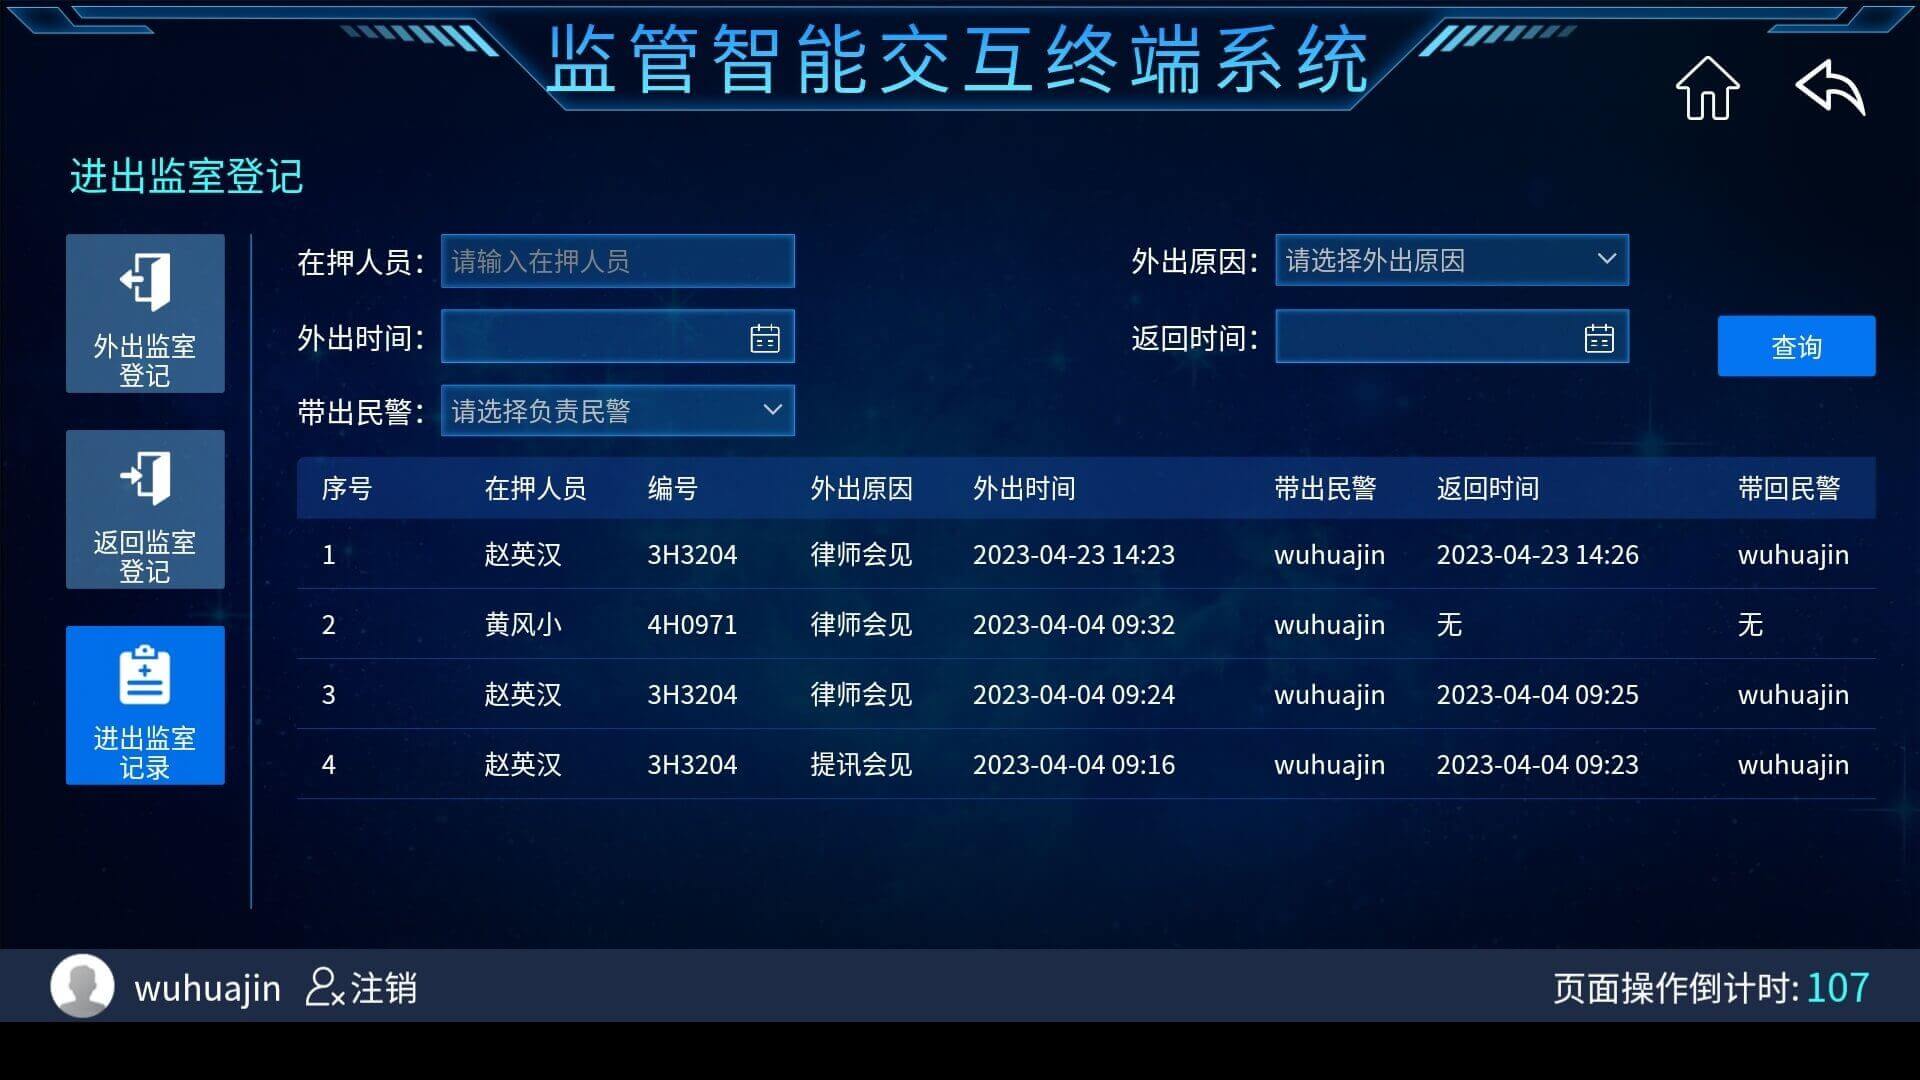 监管智能交互终端系统
进出监室登记
外出监室
登记
返回监室
登记
进出监室
记录
在押人员： 请输入在押人员
外出原因： 请选择外出原因
外出时间：
返回时间：
查询
带出民警： 请选择负责民警
序号 在押人员 编号 外出原因 外出时间 带出民警 返回时间 带回民警
1 赵英汉 3H3204 律师会见 2023-04-23 14:23 wuhuajin 2023-04-23 14:26 wuhuajin
2 黄风小 4H0971 律师会见 2023-04-04 09:32 wuhuajin 无 无
3 赵英汉 3H3204 律师会见 2023-04-04 09:24 wuhuajin 2023-04-04 09:25 wuhuajin
4 赵英汉 3H3204 提讯会见 2023-04-04 09:16 wuhuajin 2023-04-04 09:23 wuhuajin
wuhuajin 注销
页面操作倒计时: 107